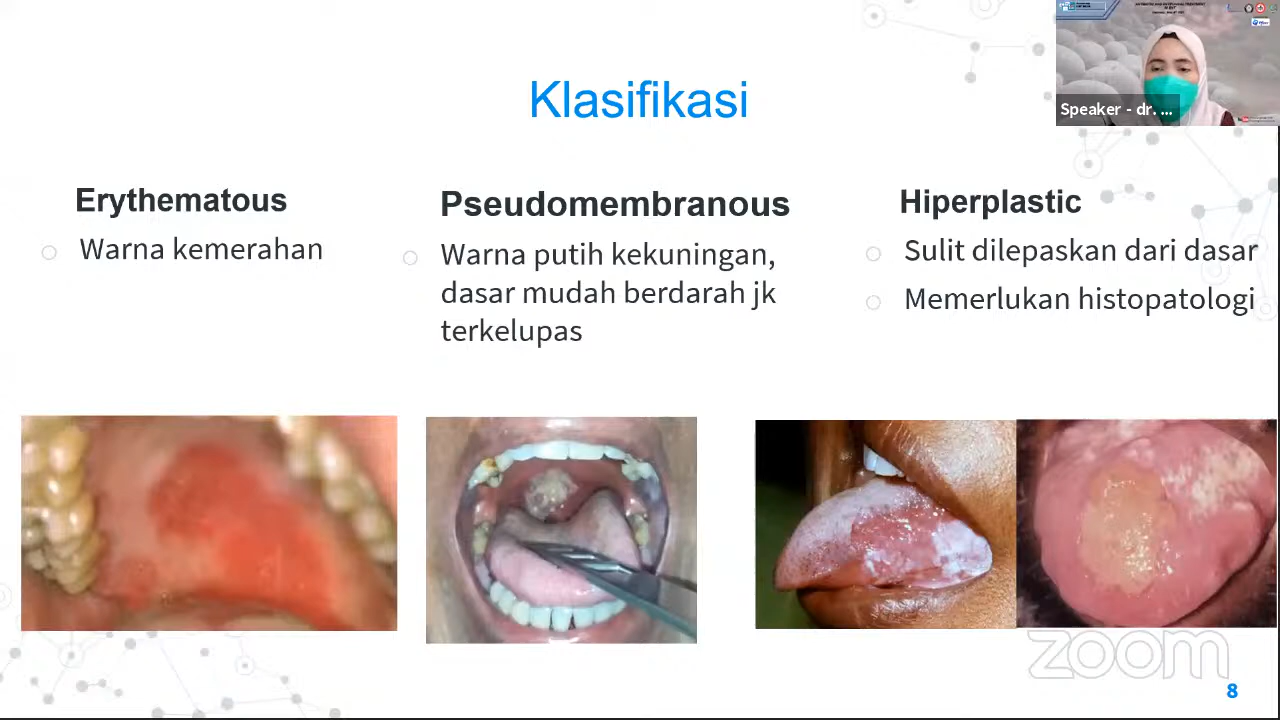 Klasifikasi
Speaker - dr. ...
Erythematous
Warna kemerahan
Pseudomembranous
Warna putih kekuningan,
dasar mudah berdarah jk
terkelupas
Hiperplastic
Sulit dilepaskan dari dasar
Memerlukan histopatologi
zoom
8